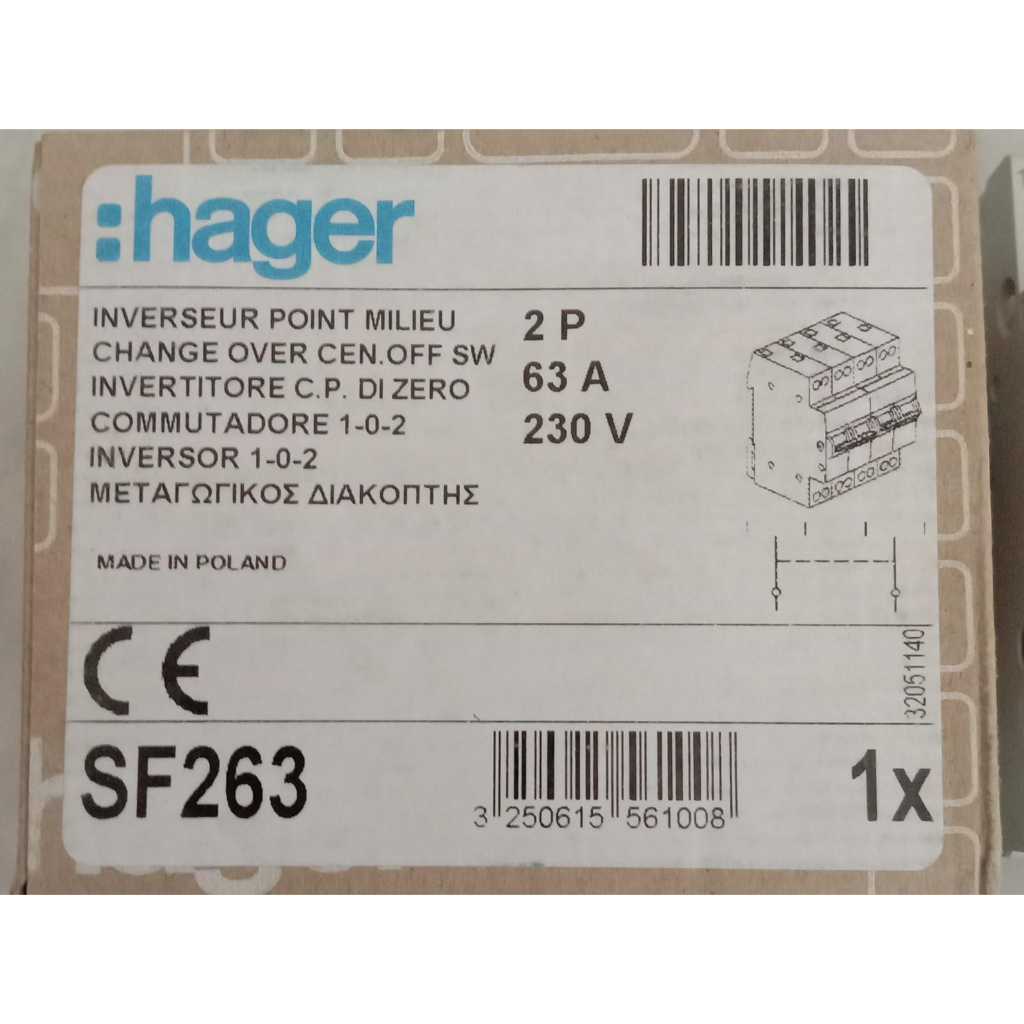 :hager
INVERSEUR POINT MILIEU
CHANGE OVER CEN.OFF SW
INVERTITORE C.P. DI ZERO
COMMUTADORE 1-0-2
INVERSOR 1-0-2
ΜΕΤΑΓΩΓΙΚΟΣ ΔΙΑΚΟΠΤΗΣ
2 P
63 A
230 V
MADE IN POLAND
CE
32051140
SF263
3 250615 561008
1x
hager